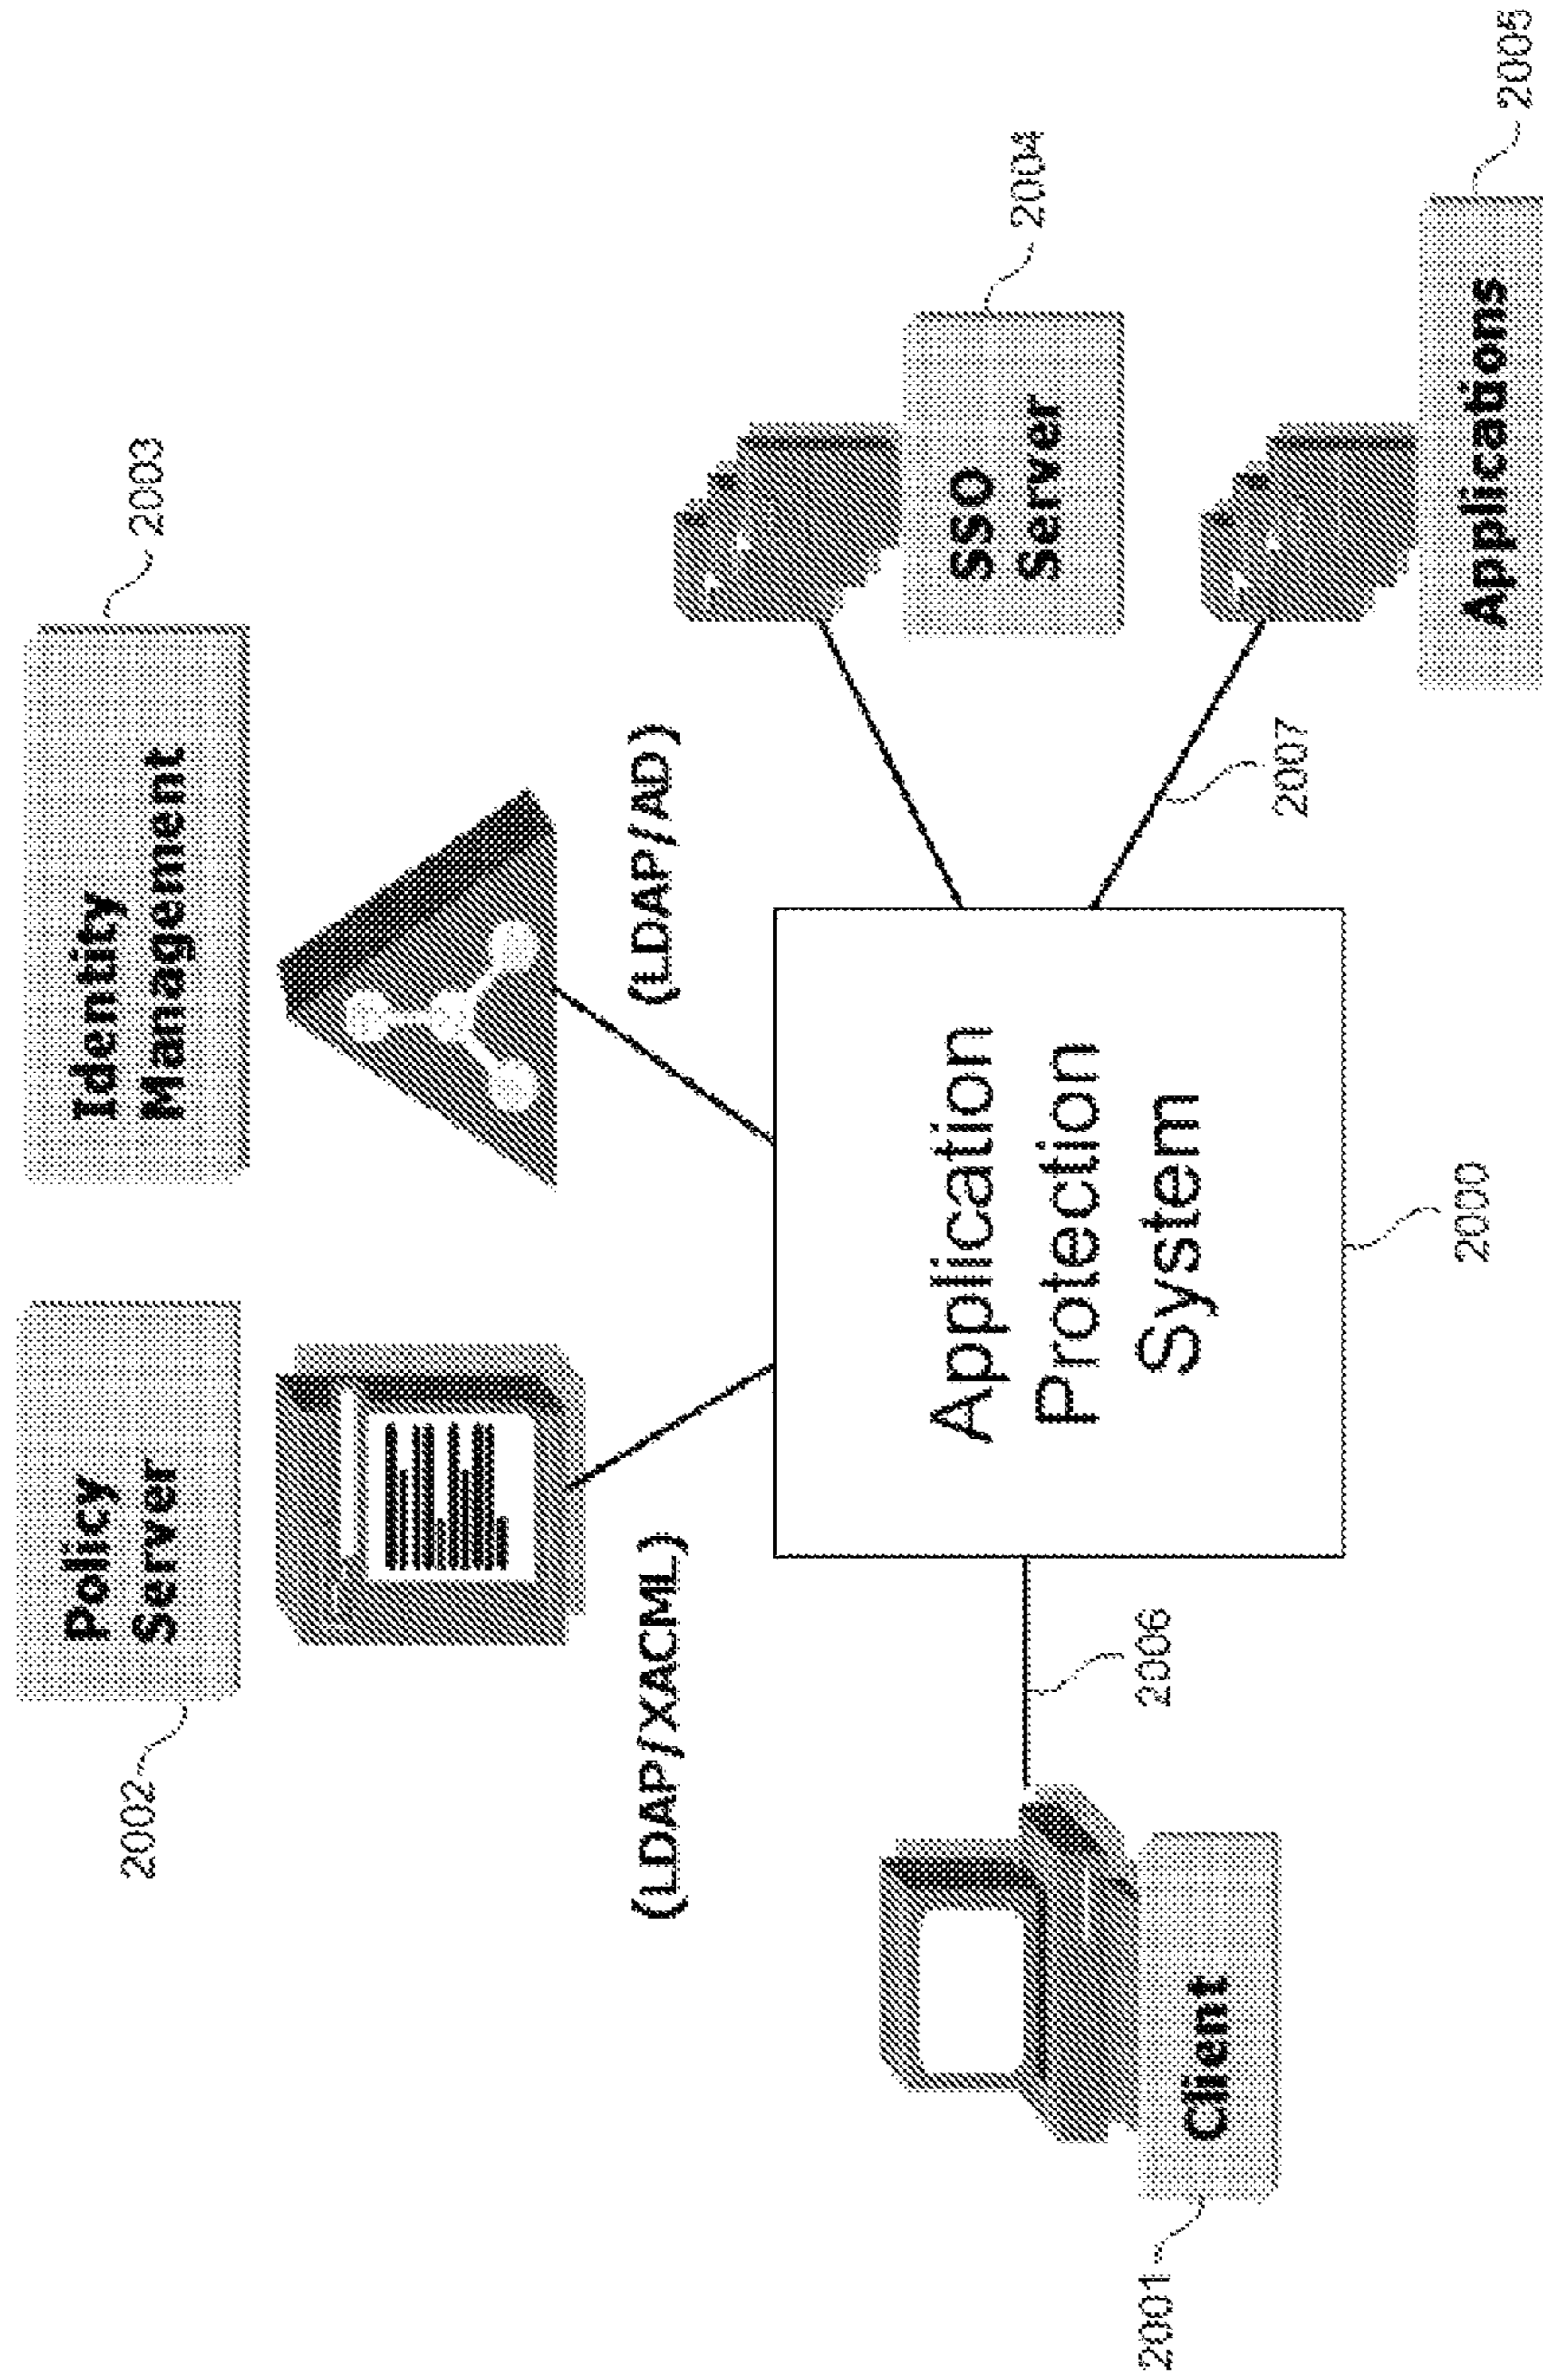 2002
Policy
Server
Identity
Management
2003
(LDAP/XACML)
(LDAP/AD)
2001
Client
2006
Application
Protection
System
2000
2007
SSO
Server
2004
Applications
2005